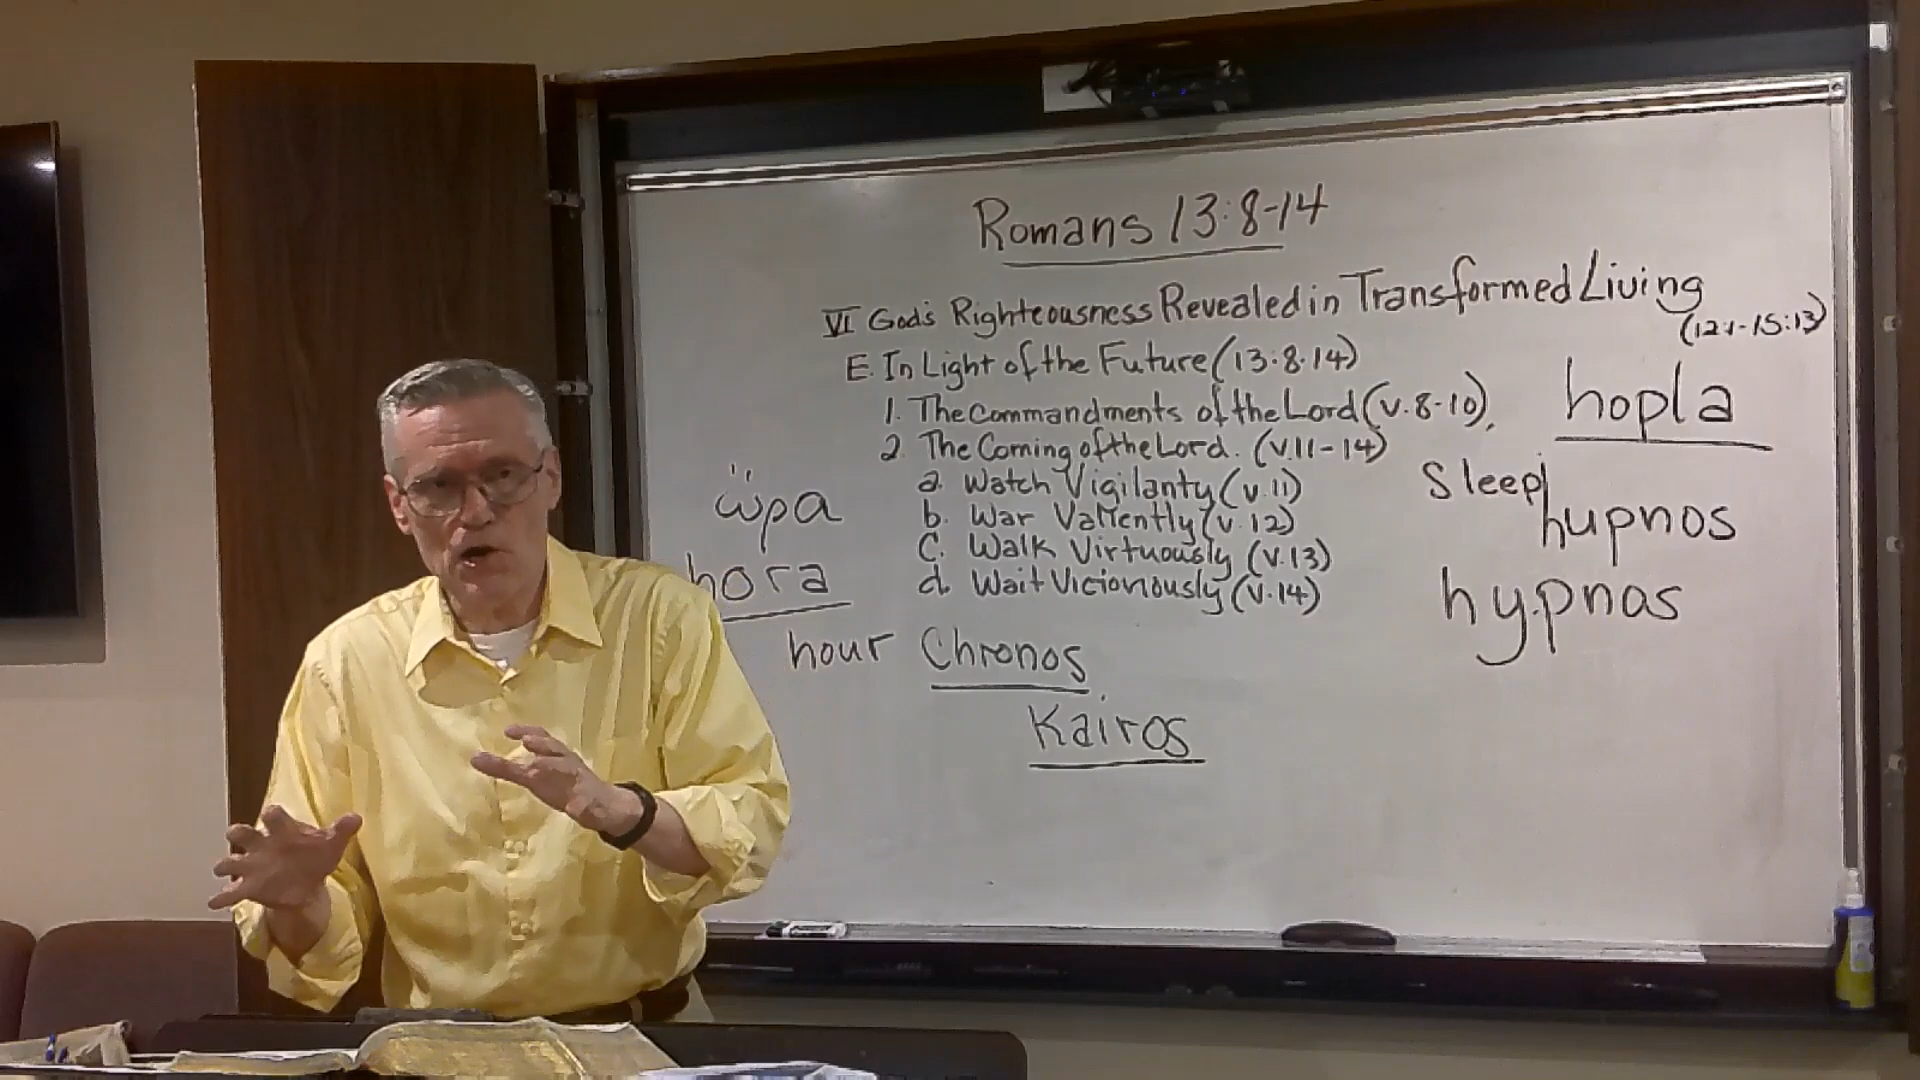 Romans 13:8-14
VI God's Righteousness Revealed in Transformed Living
(12:1-15:13)
E. In Light of the Future (13:8-14)
1. The Commandments of the Lord (v.8-10).
2. The Coming of the Lord. (v.11-14)
a. Watch Vigilanty (v.11)
b. War Valiently (v.12)
C. Walk Virtuously (v.13)
d. Wait Vicionously (v.14)
hopla
Sleep
hupnos
hypnos
ὥρα
hora
hour Chronos
Kairos